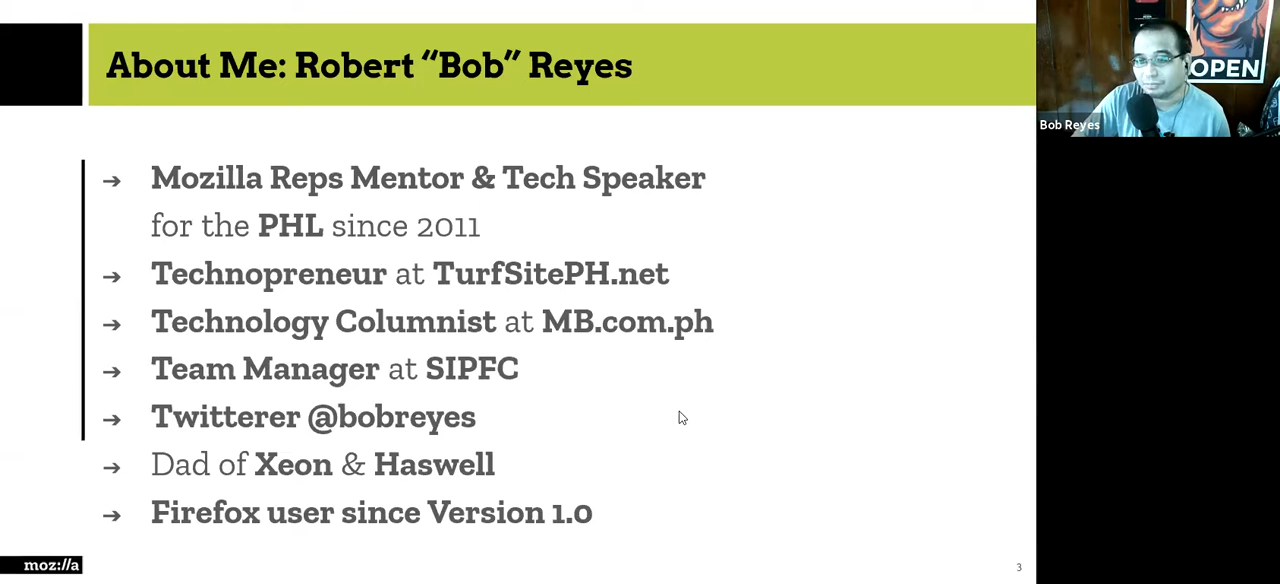 About Me: Robert “Bob” Reyes
OPEN
Bob Reyes
➔ Mozilla Reps Mentor & Tech Speaker
for the PHL since 2011
➔ Technopreneur at TurfSitePH.net
➔ Technology Columnist at MB.com.ph
➔ Team Manager at SIPFC
➔ Twitterer @bobreyes
➔ Dad of Xeon & Haswell
➔ Firefox user since Version 1.0
moz://a
3